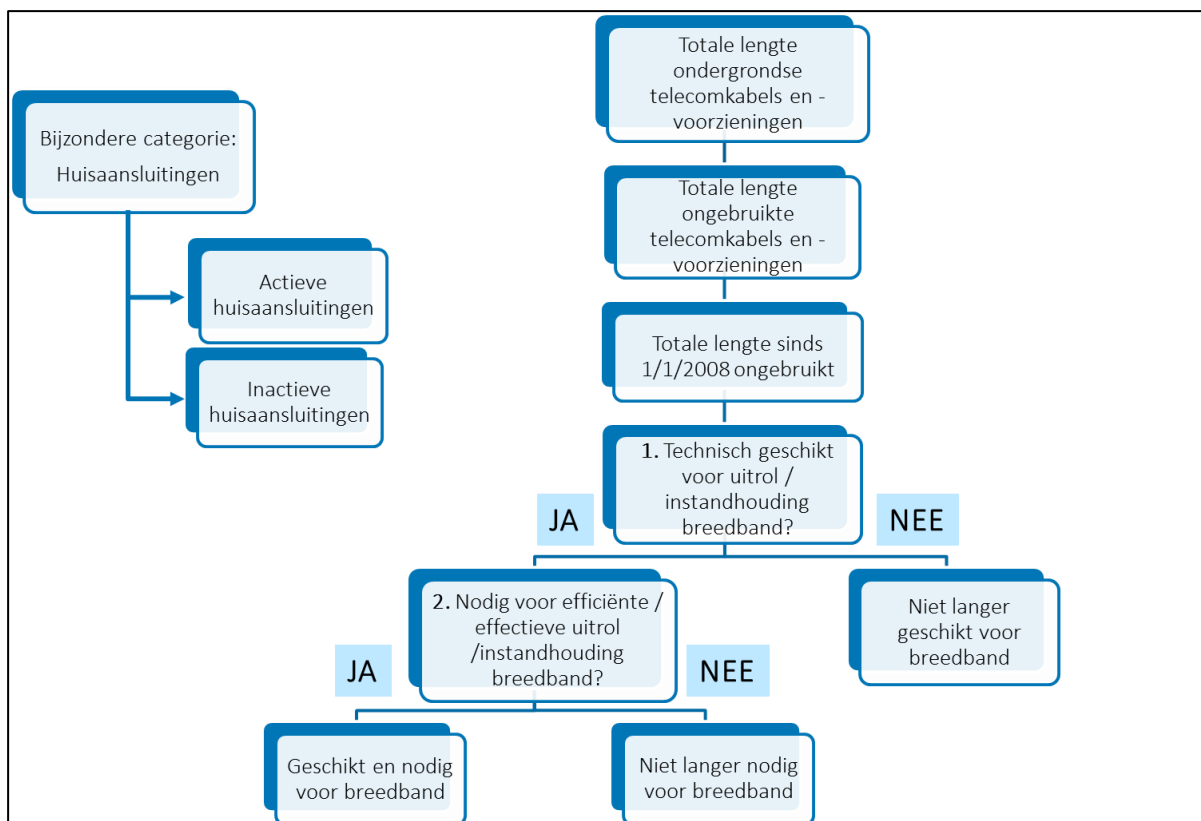 Totale lengte
ondergrondse
telecomkabels en -
voorzieningen
Bijzondere categorie:
Huisaansluitingen
Totale lengte
ongebruikte
telecomkabels en -
voorzieningen
Actieve
huisaansluitingen
Inactieve
huisaansluitingen
Totale lengte sinds
1/1/2008 ongebruikt
1. Technisch geschikt
voor uitrol /
instandhouding
breedband?
JA
NEE
2. Nodig voor efficiënte /
effectieve uitrol
/instandhouding
breedband?
Niet langer
geschikt voor
breedband
JA
NEE
Geschikt en nodig
voor breedband
Niet langer nodig
voor breedband